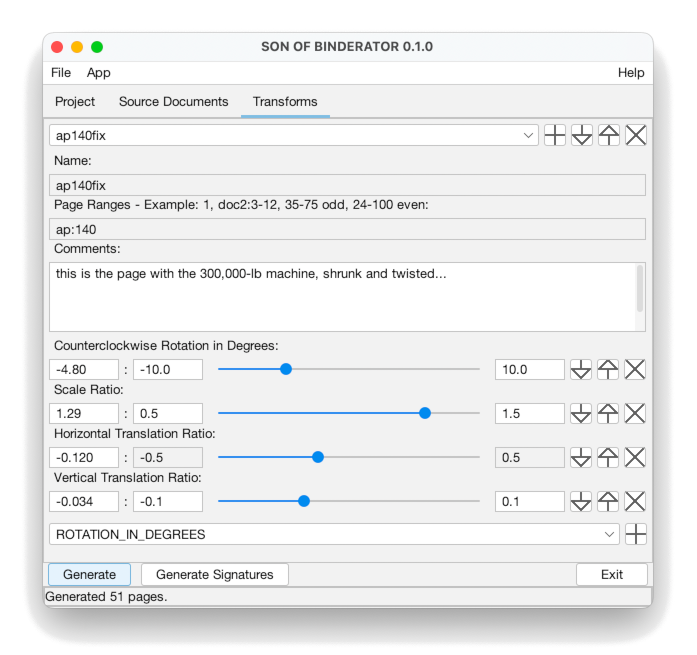 SON OF BINDERATOR 0.1.0
File App Help
Project Source Documents Transforms
ap140fix
Name:
ap140fix
Page Ranges - Example: 1, doc2:3-12, 35-75 odd, 24-100 even:
ap:140
Comments:
this is the page with the 300,000-lb machine, shrunk and twisted...
Counterclockwise Rotation in Degrees:
-4.80 : -10.0 10.0
Scale Ratio:
1.29 : 0.5 1.5
Horizontal Translation Ratio:
-0.120 : -0.5 0.5
Vertical Translation Ratio:
-0.034 : -0.1 0.1
ROTATION_IN_DEGREES
Generate Generate Signatures Exit
Generated 51 pages.